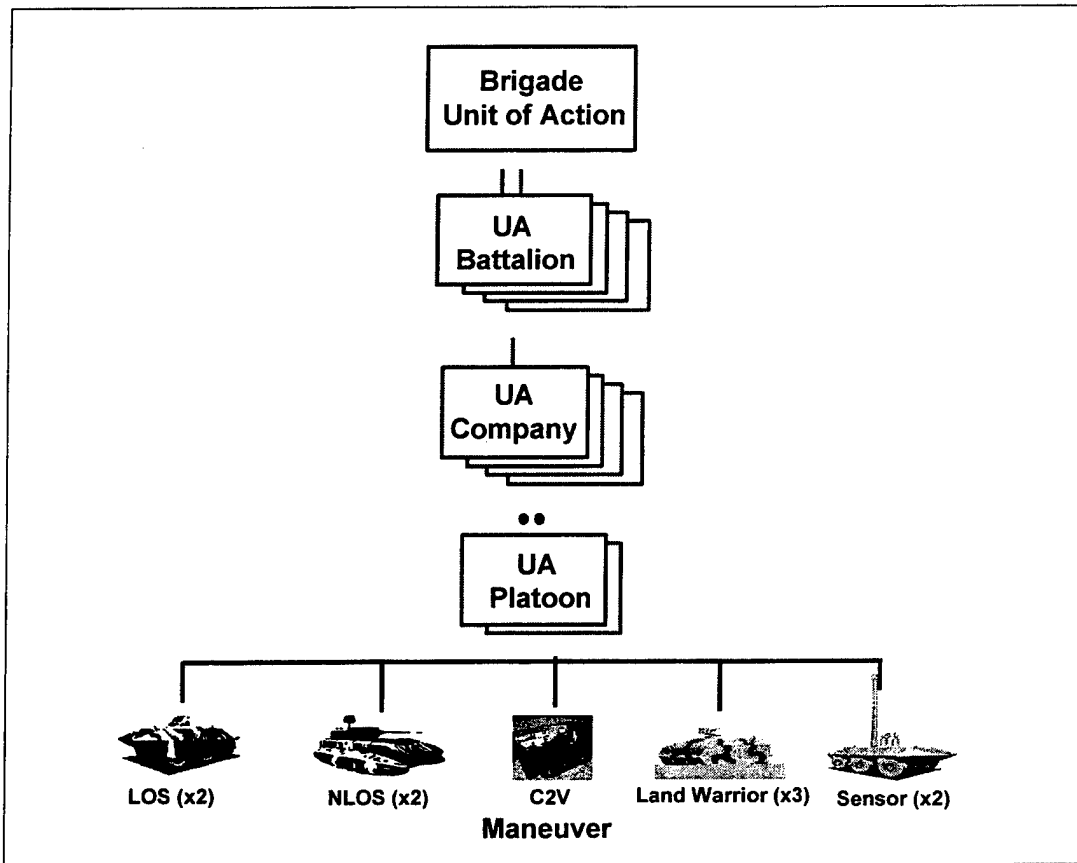 Brigade
Unit of Action
UA
Battalion
UA
Company
UA
Platoon
LOS (x2)
NLOS (x2)
C2V
Land Warrior (x3)
Sensor (x2)
Maneuver